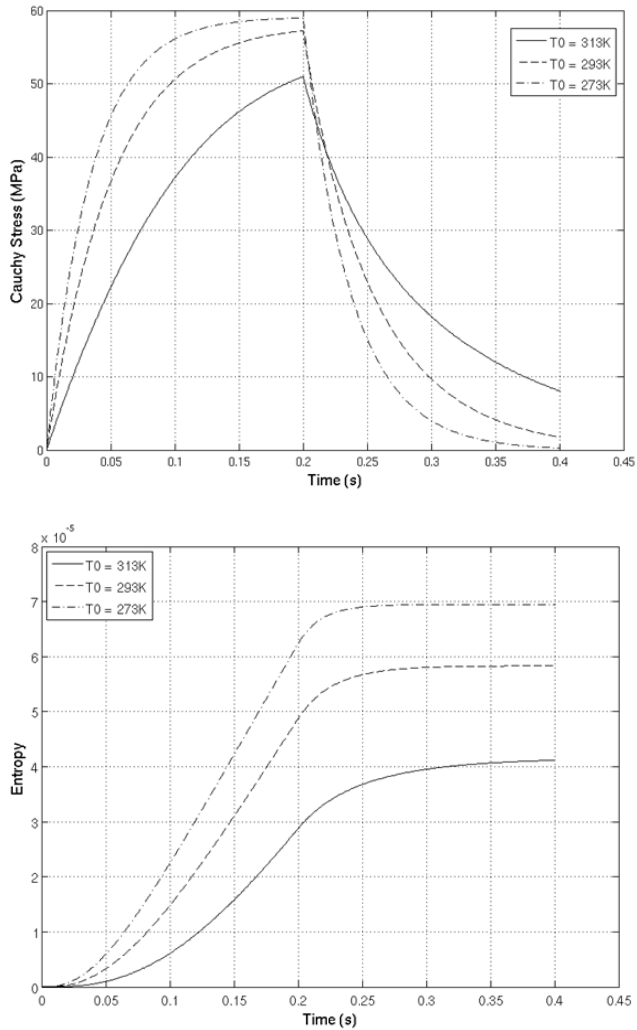 60
50
40
30
20
10
0
Cauchy Stress (MPa)
T0 = 313K
T0 = 293K
T0 = 273K
0 0.05 0.1 0.15 0.2 0.25 0.3 0.35 0.4 0.45
Time (s)
x 10⁻⁵
8
7
6
5
4
3
2
1
0
Entropy
T0 = 313K
T0 = 293K
T0 = 273K
0 0.05 0.1 0.15 0.2 0.25 0.3 0.35 0.4 0.45
Time (s)